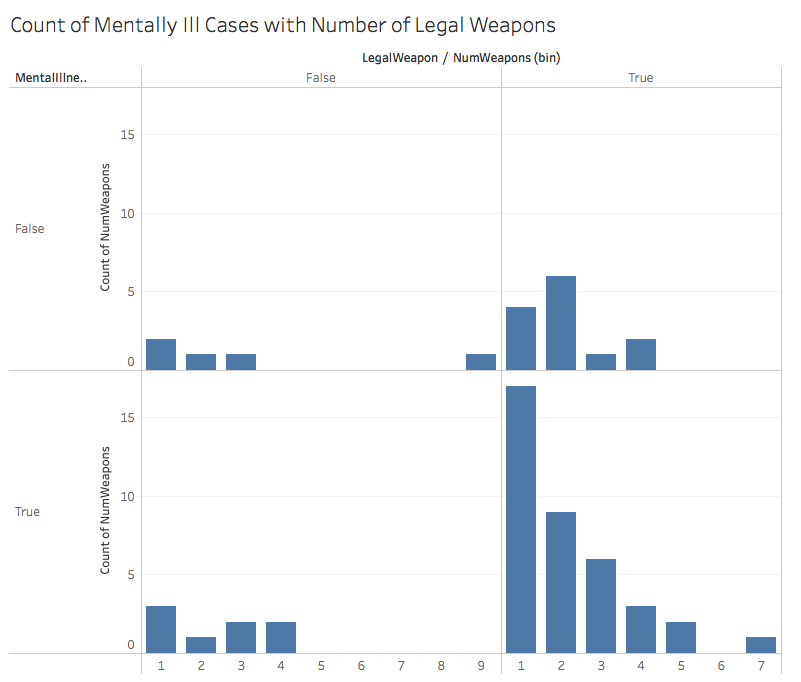 Count of Mentally Ill Cases with Number of Legal Weapons
LegalWeapon / NumWeapons (bin)
MentalIllne..
False
True
False
Count of NumWeapons
15
10
5
0
True
Count of NumWeapons
15
10
5
0
1 2 3 4 5 6 7 8 9 1 2 3 4 5 6 7